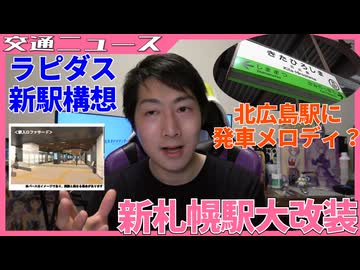 交通ニュース
ラピダス
新駅構想
きたひろしま
北広島駅に
発車メロディ？
新札幌駅大改装